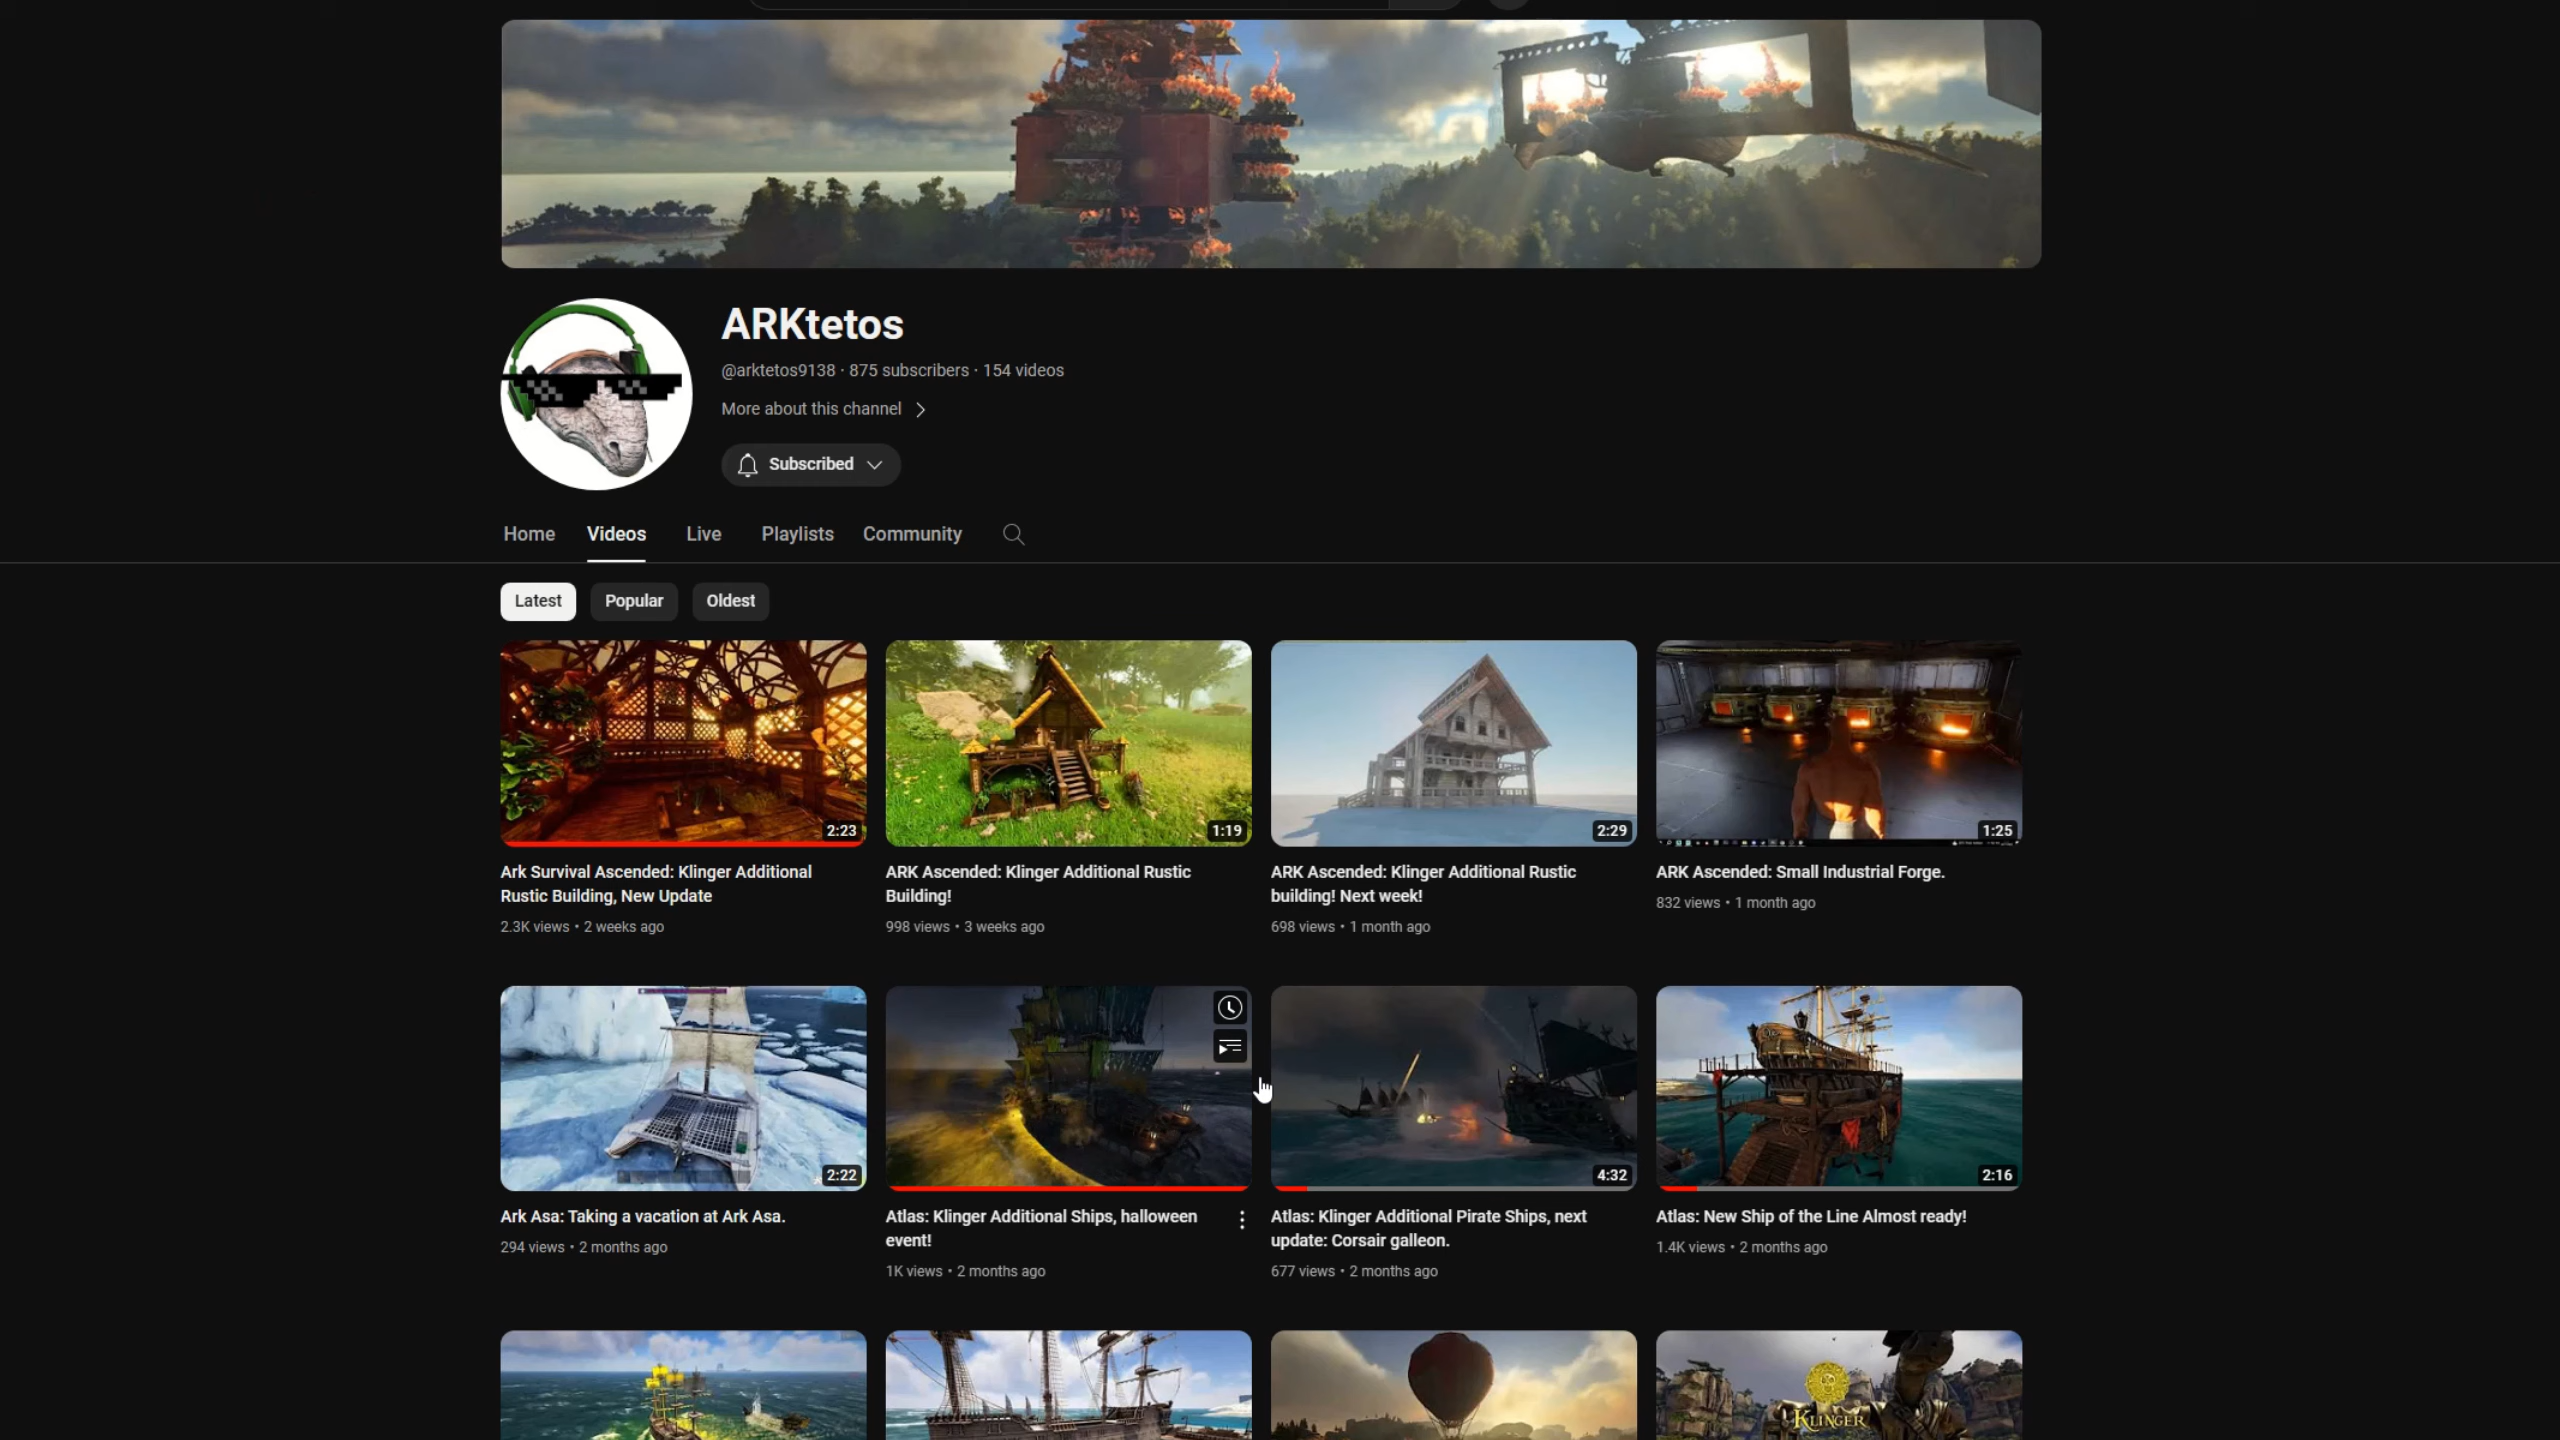 ARKtetos
@arktetos9138 · 875 subscribers · 154 videos
More about this channel
Subscribed
Home Videos Live Playlists Community
Latest Popular Oldest
2:23 1:19 2:29 1:25
Ark Survival Ascended: Klinger Additional
Rustic Building, New Update
2.3K views • 2 weeks ago
ARK Ascended: Klinger Additional Rustic
Building!
998 views • 3 weeks ago
ARK Ascended: Klinger Additional Rustic
building! Next week!
698 views • 1 month ago
ARK Ascended: Small Industrial Forge.
832 views • 1 month ago
2:22 4:32 2:16
Ark Asa: Taking a vacation at Ark Asa.
294 views • 2 months ago
Atlas: Klinger Additional Ships, halloween
event!
1K views • 2 months ago
Atlas: Klinger Additional Pirate Ships, next
update: Corsair galleon.
677 views • 2 months ago
Atlas: New Ship of the Line Almost ready!
1.4K views • 2 months ago
KLINGER